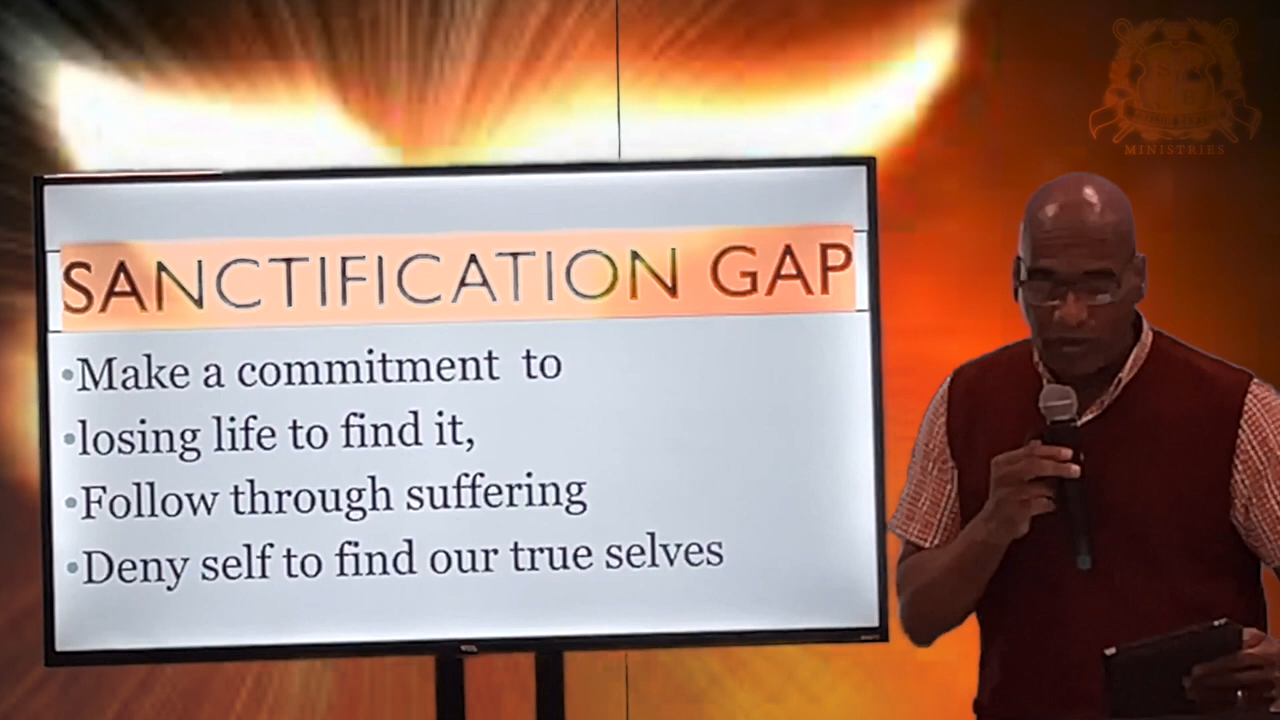 SANCTIFICATION GAP
•Make a commitment to
•losing life to find it,
•Follow through suffering
•Deny self to find our true selves
MINISTRIES